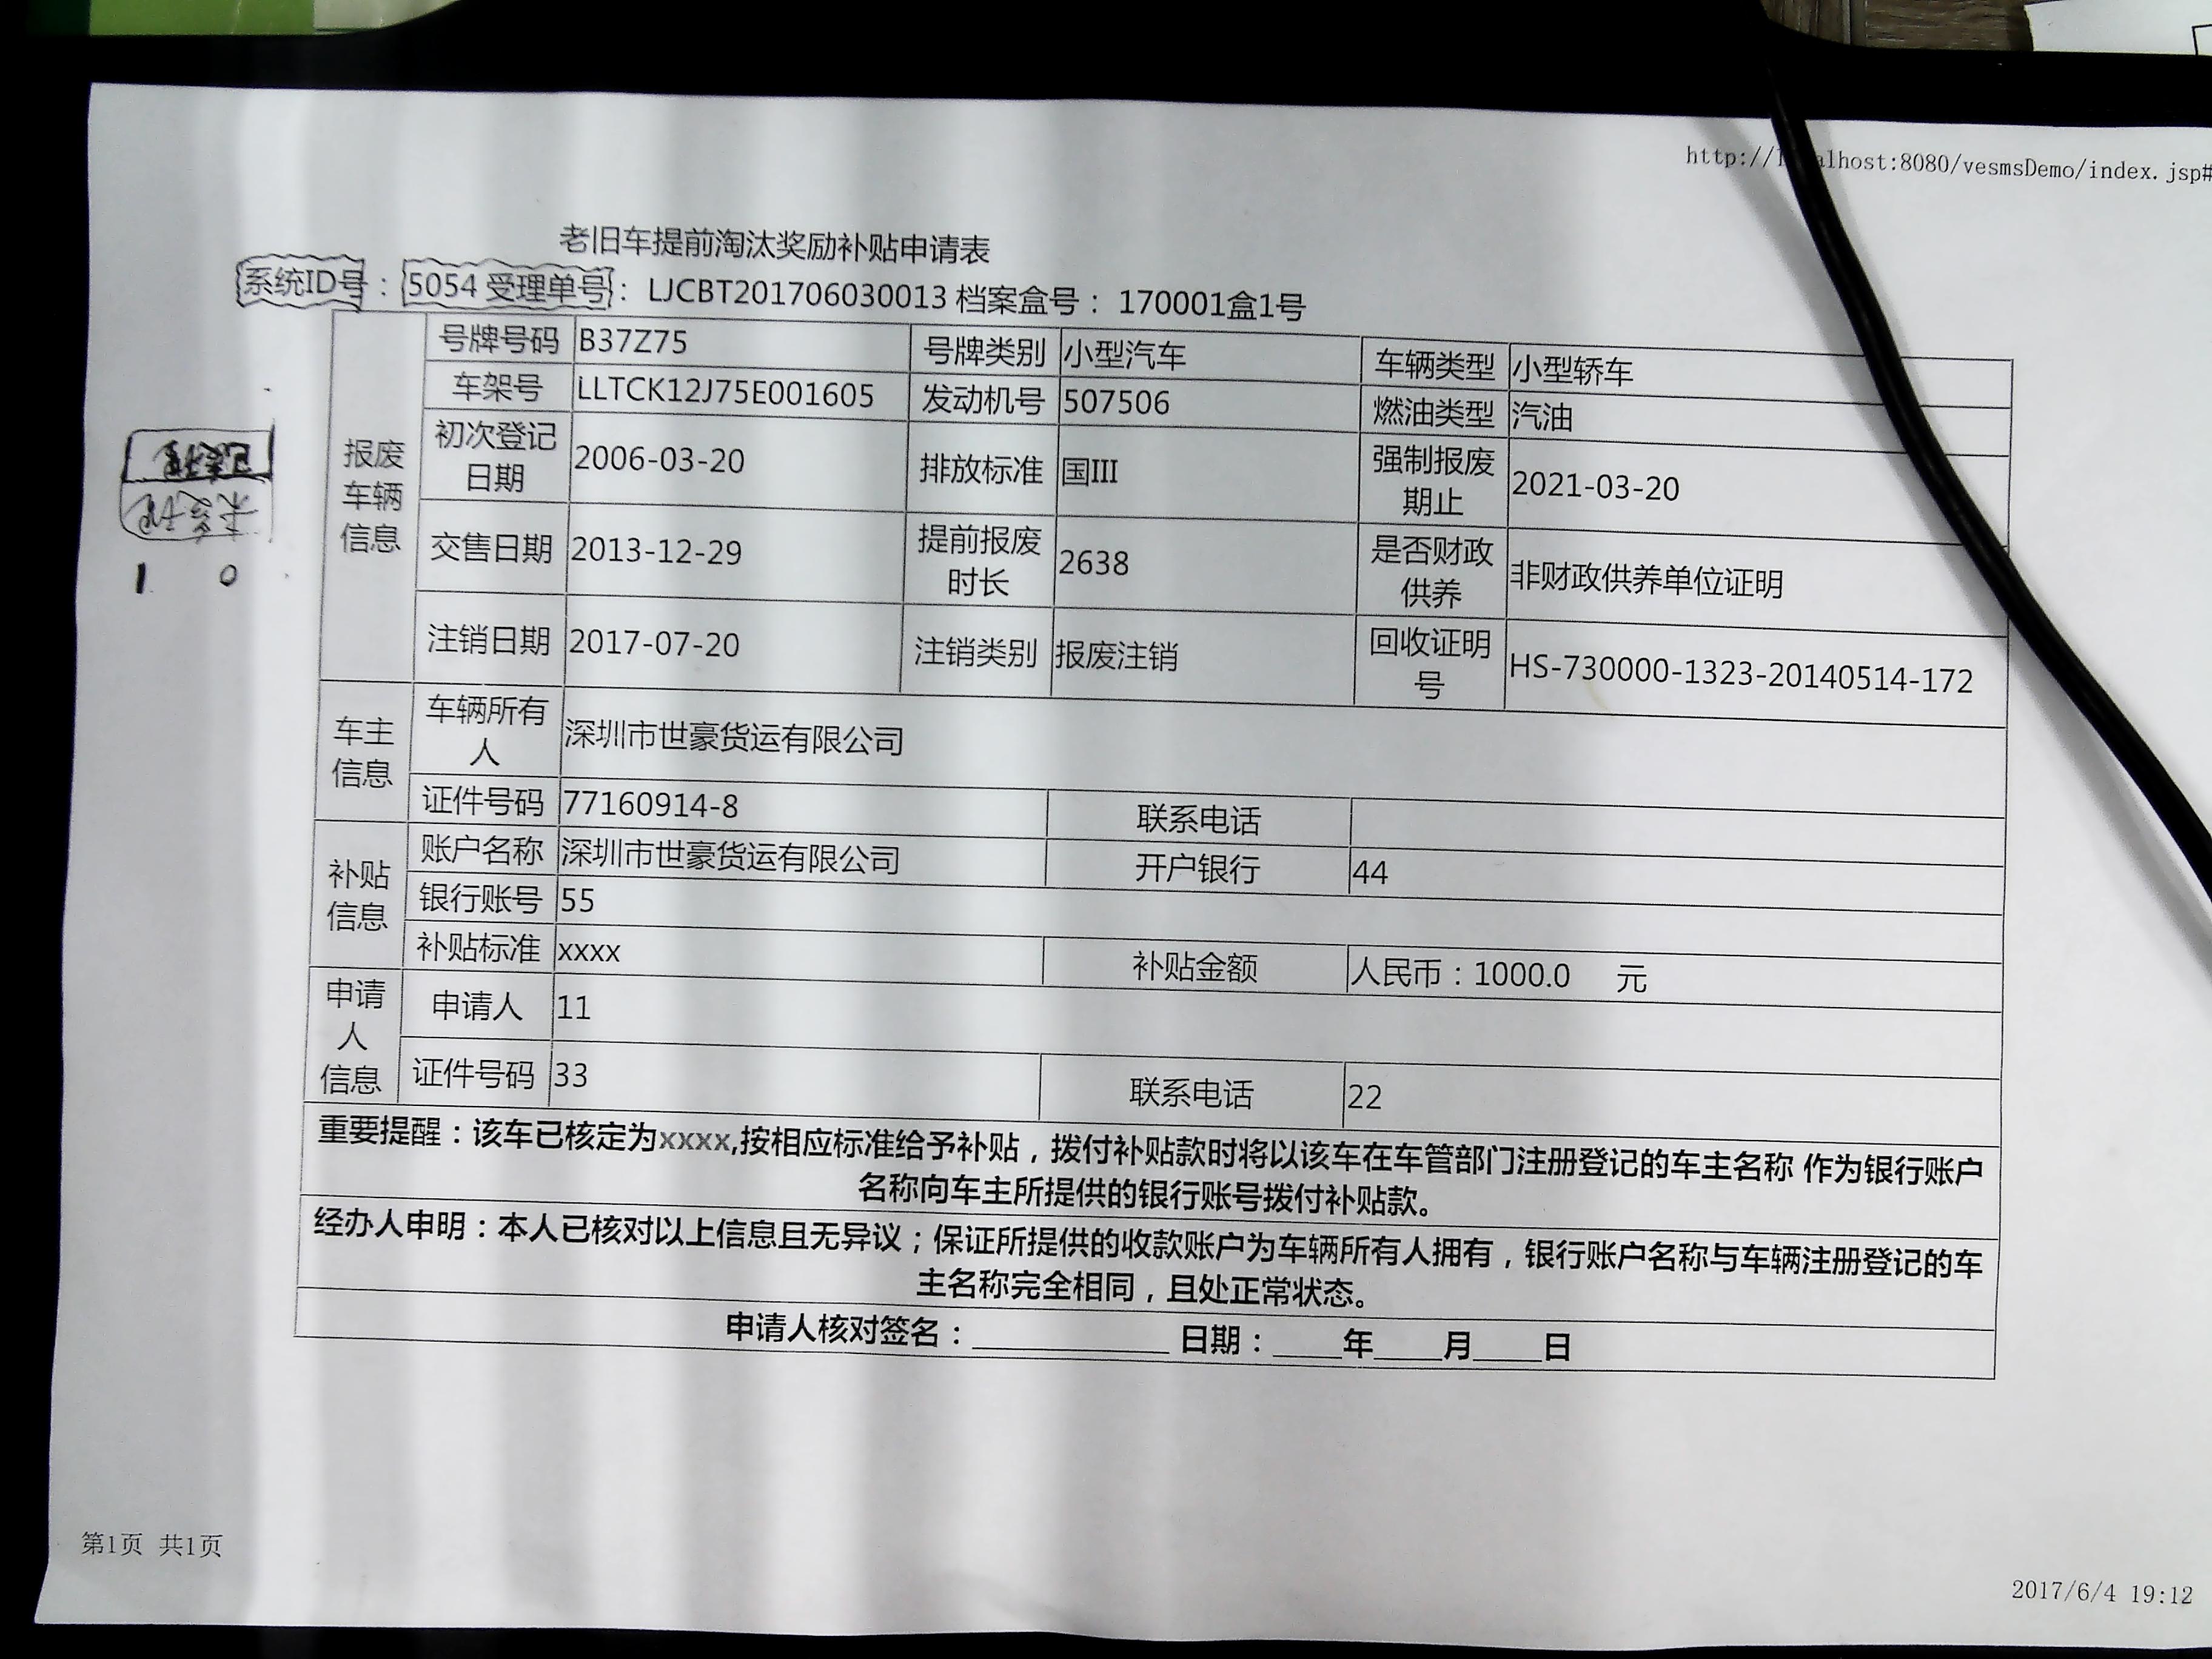 http://localhost:8080/vesmsDemo/index.jsp#
老旧车提前淘汰奖励补贴申请表
系统ID号：5054 受理单号：LJCBT201706030013 档案盒号：170001盒1号
报废车辆信息
号牌号码 B37Z75 号牌类别 小型汽车 车辆类型 小型轿车
车架号 LLTCK12J75E001605 发动机号 507506 燃油类型 汽油
初次登记日期 2006-03-20 排放标准 国III 强制报废期止 2021-03-20
交售日期 2013-12-29 提前报废时长 2638 是否财政供养 非财政供养单位证明
注销日期 2017-07-20 注销类别 报废注销 回收证明号 HS-730000-1323-20140514-172
车主信息
车辆所有人 深圳市世豪货运有限公司
证件号码 77160914-8 联系电话
补贴信息
账户名称 深圳市世豪货运有限公司 开户银行 44
银行账号 55
补贴标准 xxxx 补贴金额 人民币：1000.0 元
申请人信息
申请人 11
证件号码 33 联系电话 22
重要提醒：该车已核定为xxxx,按相应标准给予补贴，拨付补贴款时将以该车在车管部门注册登记的车主名称 作为银行账户
名称向车主所提供的银行账号拨付补贴款。
经办人申明：本人已核对以上信息且无异议；保证所提供的收款账户为车辆所有人拥有，银行账户名称与车辆注册登记的车
主名称完全相同，且处正常状态。
申请人核对签名：__________ 日期：____年____月____日
1 0
第1页 共1页
2017/6/4 19:12